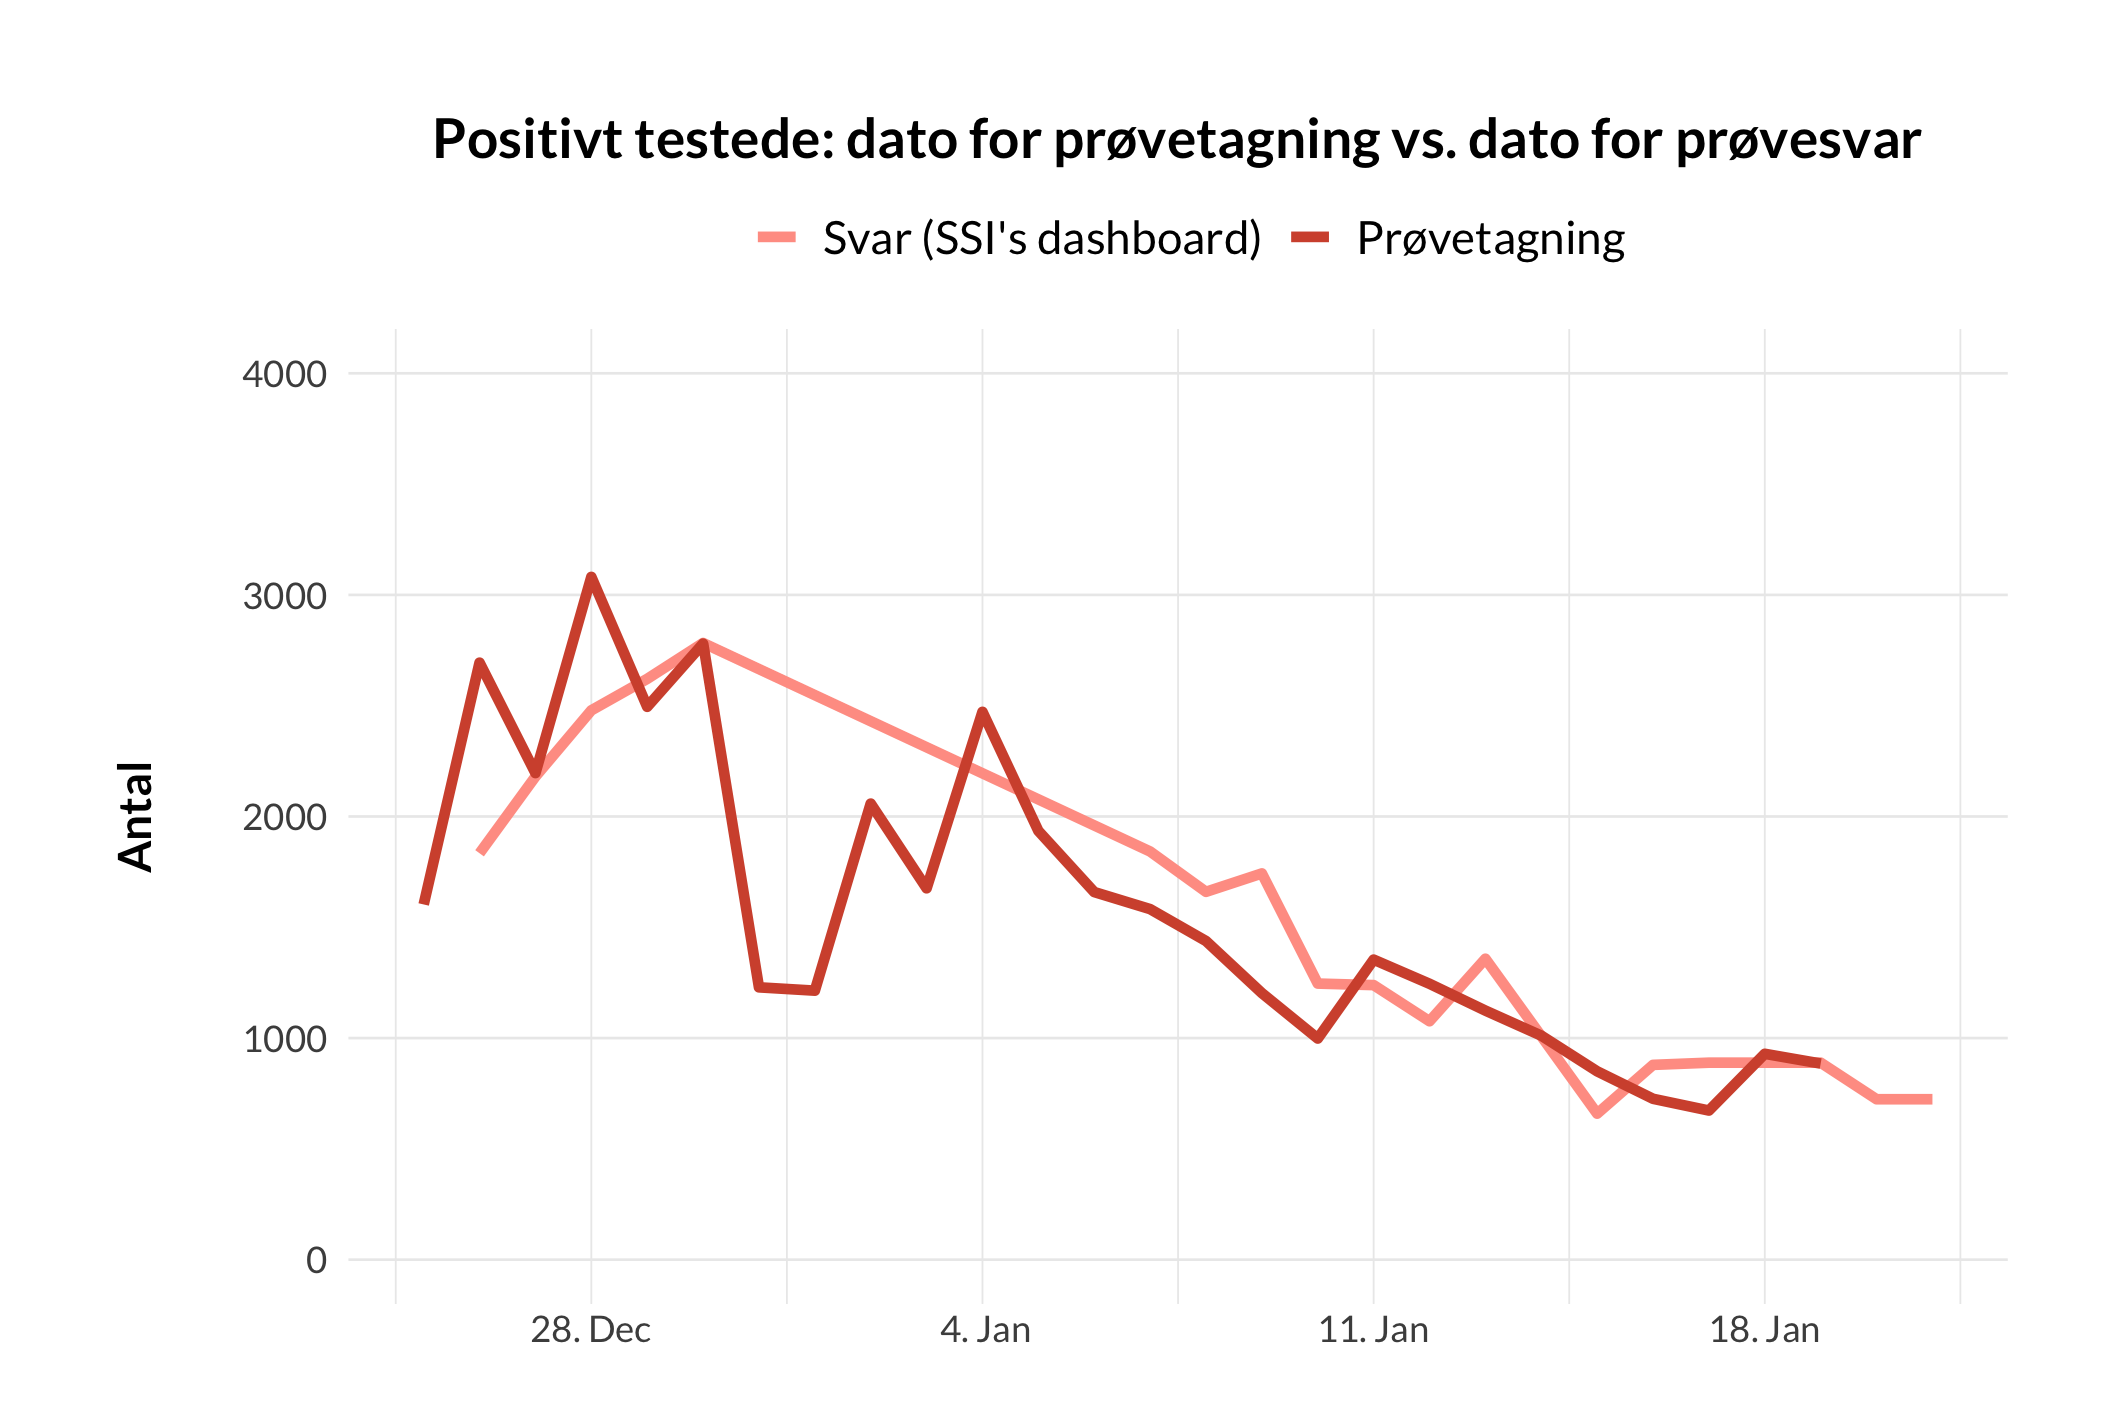 Positivt testede: dato for prøvetagning vs. dato for prøvesvar
Svar (SSI's dashboard) Prøvetagning
4000
3000
2000
1000
0
Antal
28. Dec 4. Jan 11. Jan 18. Jan